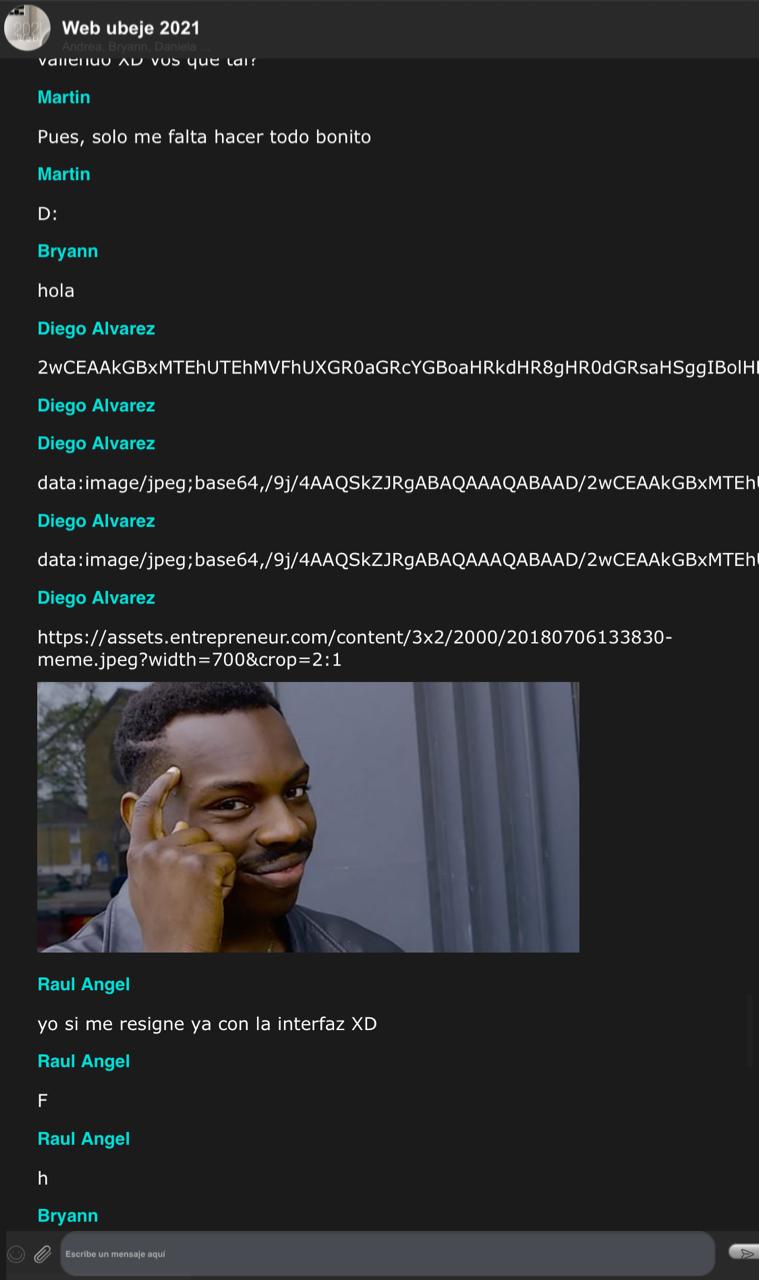 Web ubeje 2021
Andrea, Bryann, Daniela ...
valiendo XD vos que tal?
Martin
Pues, solo me falta hacer todo bonito
Martin
D:
Bryann
hola
Diego Alvarez
2wCEAAkGBxMTEhUTEhMVFhUXGR0aGRcYGBoaHRkdHR8gHR0dGRsaHSggIBolH
Diego Alvarez
Diego Alvarez
data:image/jpeg;base64,/9j/4AAQSkZJRgABAQAAAQABAAD/2wCEAAkGBxMTEh
Diego Alvarez
data:image/jpeg;base64,/9j/4AAQSkZJRgABAQAAAQABAAD/2wCEAAkGBxMTEh
Diego Alvarez
https://assets.entrepreneur.com/content/3x2/2000/20180706133830-
meme.jpeg?width=700&crop=2:1
Raul Angel
yo si me resigne ya con la interfaz XD
Raul Angel
F
Raul Angel
h
Bryann
Escribe un mensaje aquí